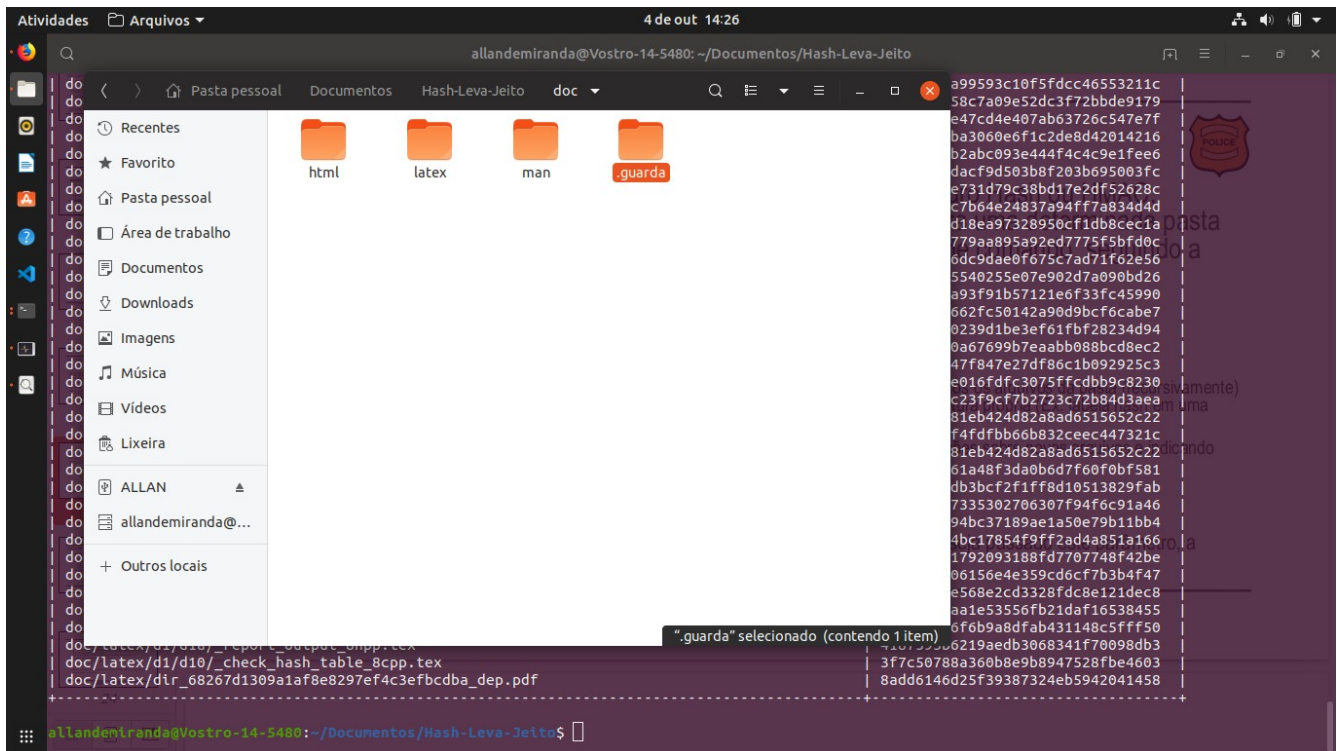 Atividades Arquivos 4 de out 14:26
allandemiranda@Vostro-14-5480: ~/Documentos/Hash-Leva-Jeito
Pasta pessoal Documentos Hash-Leva-Jeito doc
Recentes
Favorito
Pasta pessoal
Área de trabalho
Documentos
Downloads
Imagens
Música
Vídeos
Lixeira
ALLAN
allandemiranda@...
+ Outros locais
html latex man .guarda
".guarda" selecionado (contendo 1 item)
a99593c10f5fdcc46553211c |
58c7a09e52dc3f72bbde9179 |
e47cd4e407ab63726c547e7f |
ba3060e6f1c2de8d42014216 |
b2abc093e444f4c4c9e1fee6 |
dacf9d503b8f203b695003fc |
e731d79c38bd17e2df52628c |
c7b64e24837a94ff7a834d4d |
d18ea97328950cf1db8cec1a |
779aa895a92ed7775f5bfd0c |
6dc9dae0f675c7ad71f62e56 |
5540255e07e902d7a090bd26 |
a93f91b57121e6f33fc45990 |
662fc50142a90d9bcf6cabe7 |
0239d1be3ef61fbf28234d94 |
0a67699b7eaabb088bcd8ec2 |
47f847e27df86c1b092925c3 |
e016fdfc3075ffcdbb9c8230 |
c23f9cf7b2723c72b84d3aea |
81eb424d82a8ad6515652c22 |
f4fdfbb66b832ceec447321c |
81eb424d82a8ad6515652c22 |
61a48f3da0b6d7f60f0bf581 |
db3bcf2f1ff8d10513829fab |
7335302706307f94f6c91a46 |
94bc37189ae1a50e79b11bb4 |
4bc17854f9ff2ad4a851a166 |
1792093188fd7707748f42be |
06156e4e359cd6cf7b3b4f47 |
e568e2cd3328fdc8e121dec8 |
aa1e53556fb21daf16538455 |
6f6b9a8dfab431148c5fff50 |
6219aedb3068341f70098db3 |
| doc/latex/d1/d10/_check_hash_table_8cpp.tex | 3f7c50788a360b8e9b8947528fbe4603 |
| doc/latex/dir_68267d1309a1af8e8297ef4c3efbcdba_dep.pdf | 8add6146d25f39387324eb5942041458 |
allandemiranda@Vostro-14-5480:~/Documentos/Hash-Leva-Jeito$
POLICE